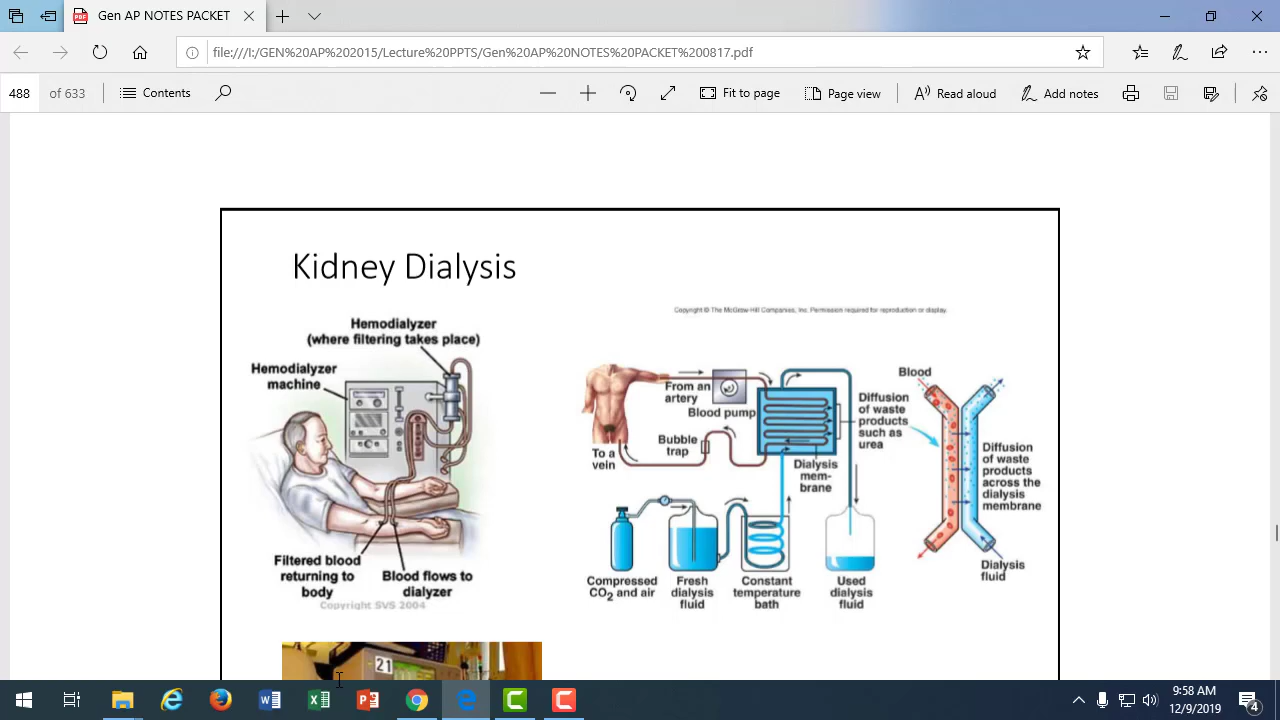 PDF Gen AP NOTES PAC
file:///I:/GEN%20AP%202015/Lecture%20PPTS/Gen%20AP%20NOTES%20PACKET%200817.pdf
488 of 633 Contents Fit to page Page view Read aloud Add notes
Kidney Dialysis
Copyright © The McGraw-Hill Companies, Inc. Permission required for reproduction or display.
Hemodialyzer
(where filtering takes place)
Hemodialyzer
machine
Filtered blood
returning to
body
Blood flows to
dialyzer
Copyright SVS 2004
From an
artery
Blood pump
Bubble
trap
To a
vein
Diffusion
of waste
products
such as
urea
Dialysis
mem-
brane
Compressed
CO2 and air
Fresh
dialysis
fluid
Constant
temperature
bath
Used
dialysis
fluid
Blood
Diffusion
of waste
products
across the
dialysis
membrane
Dialysis
fluid
21
9:58 AM
12/9/2019
4